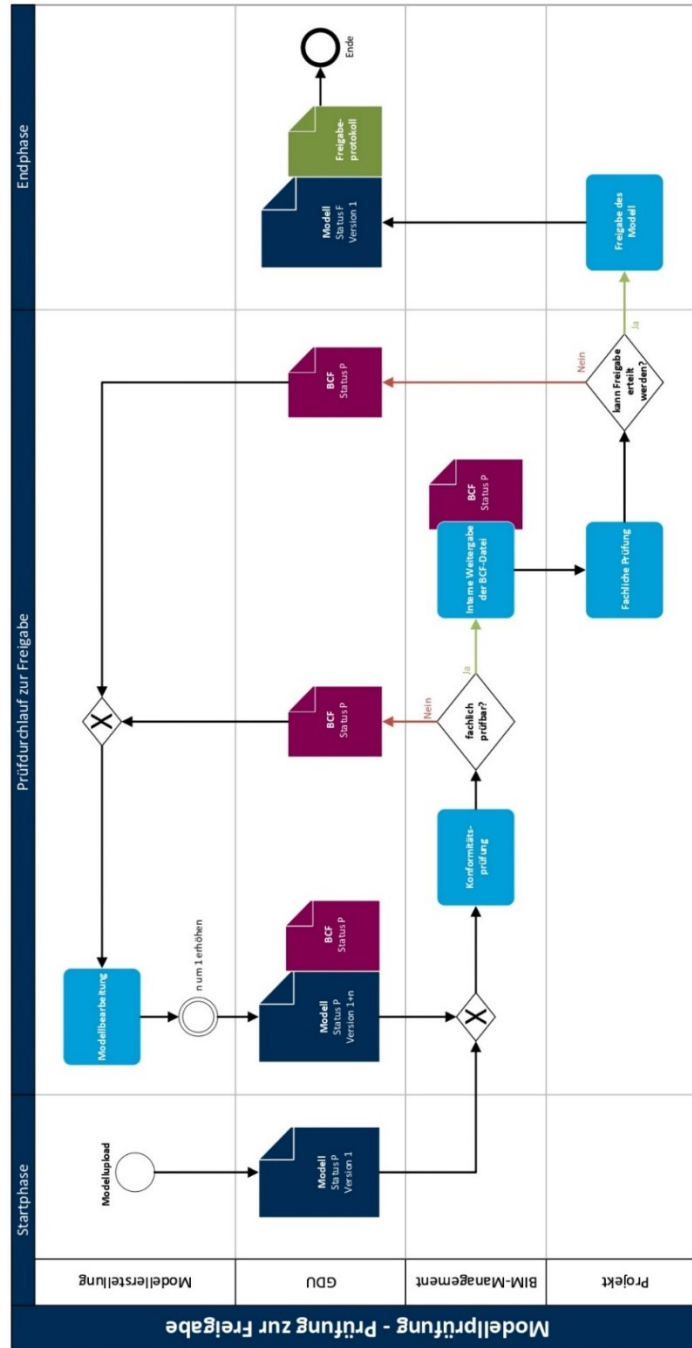 Modellprüfung - Prüfung zur Freigabe
Startphase
Prüfdurchlauf zur Freigabe
Endphase
Modellerstellung
GDU
BIM-Management
Projekt
Modellupload
Modell
Status P
Version 1
Modellbearbeitung
n um 1 erhöhen
Modell
Status P
Version 1+n
BCF
Status P
X
Konformitäts-
prüfung
fachlich
prüfbar?
Nein
BCF
Status P
X
Ja
Interne Weitergabe
der BCF-Datei
BCF
Status P
Fachliche Prüfung
kann Freigabe
erteilt
werden?
Nein
BCF
Status P
Ja
Freigabe des
Modell
Modell
Status F
Version 1
Freigabe-
protokoll
Ende